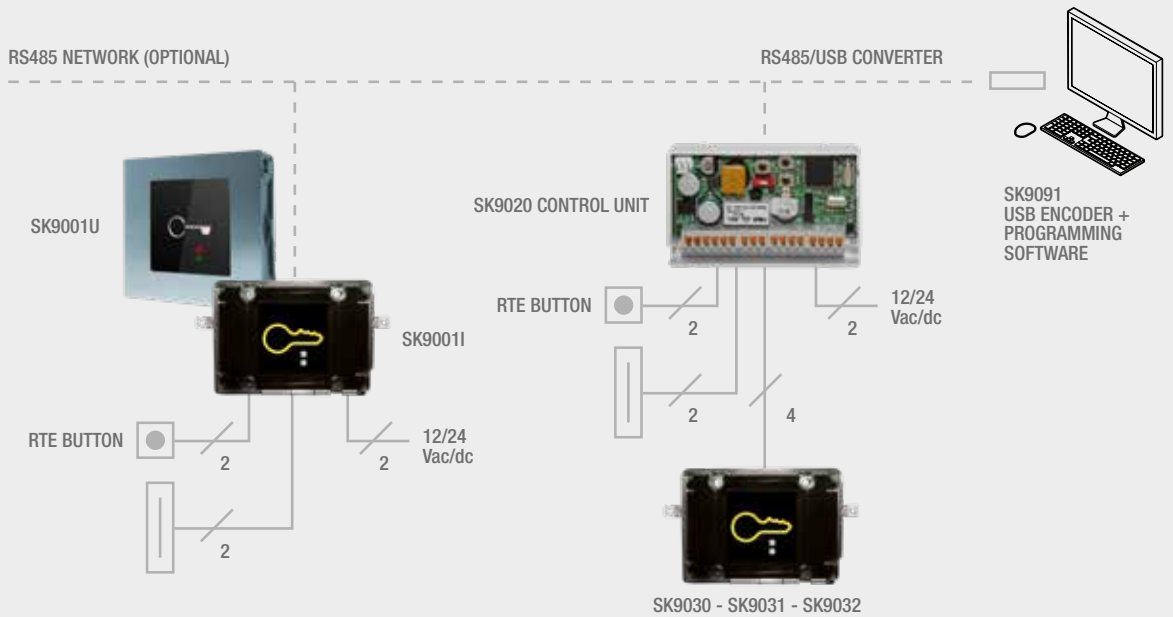 RS485 NETWORK (OPTIONAL)
RS485/USB CONVERTER
SK9001U
SK9020 CONTROL UNIT
SK9091
USB ENCODER +
PROGRAMMING
SOFTWARE
RTE BUTTON
2
2
12/24
Vac/dc
SK9001I
2
4
RTE BUTTON
2
2
12/24
Vac/dc
2
SK9030 - SK9031 - SK9032